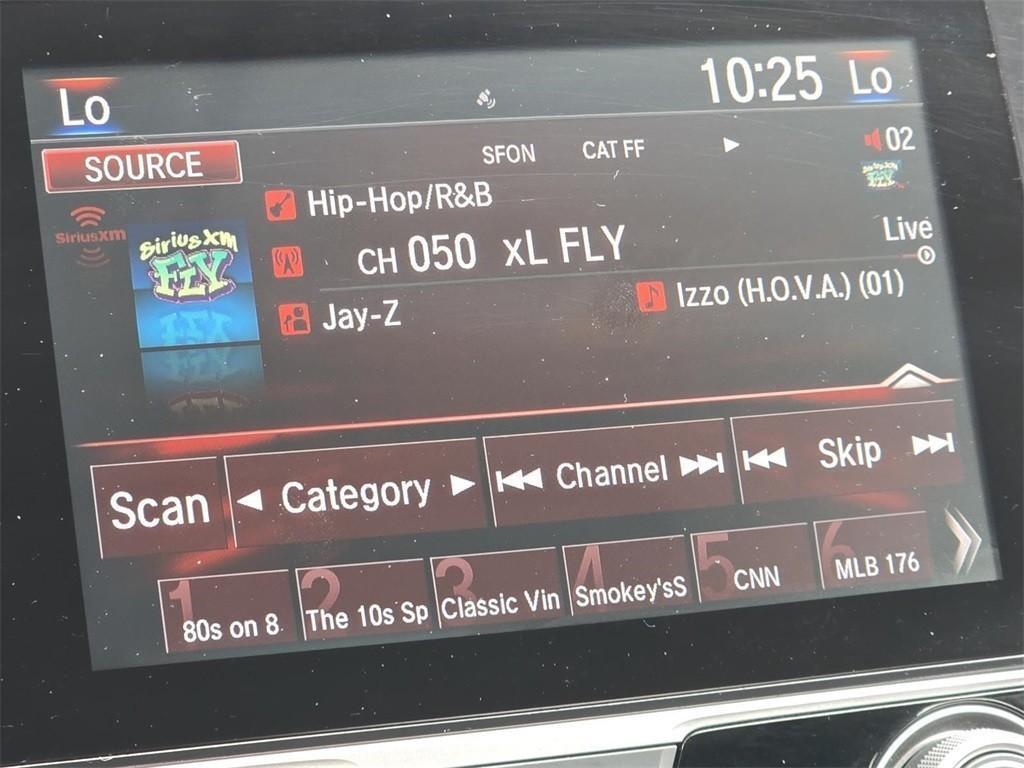 Lo
10:25
Lo
SOURCE
SFON
CAT FF
02
SiriusXm
SiriusXM
FLY
Hip-Hop/R&B
CH 050 xL FLY
Live
Jay-Z
Izzo (H.O.V.A.) (01)
Scan
Category
Channel
Skip
1
80s on 8
2
The 10s Sp
3
Classic Vin
4
Smokey'sS
5
CNN
6
MLB 176